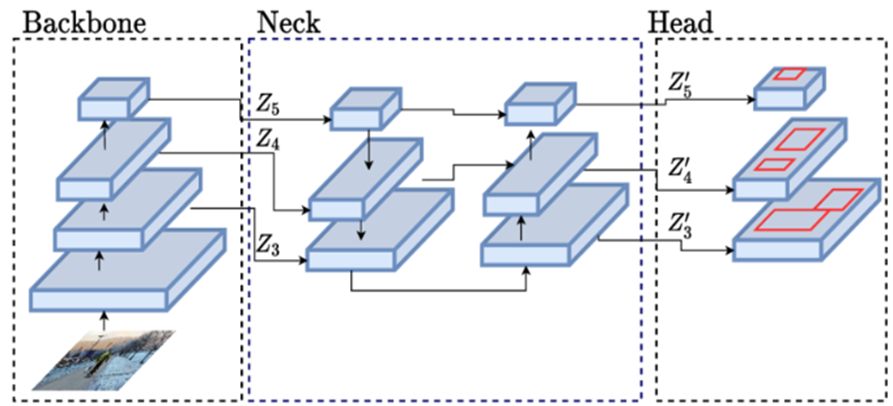 Backbone
Neck
Head
Z₅
Z₄
Z₃
Z′₅
Z′₄
Z′₃